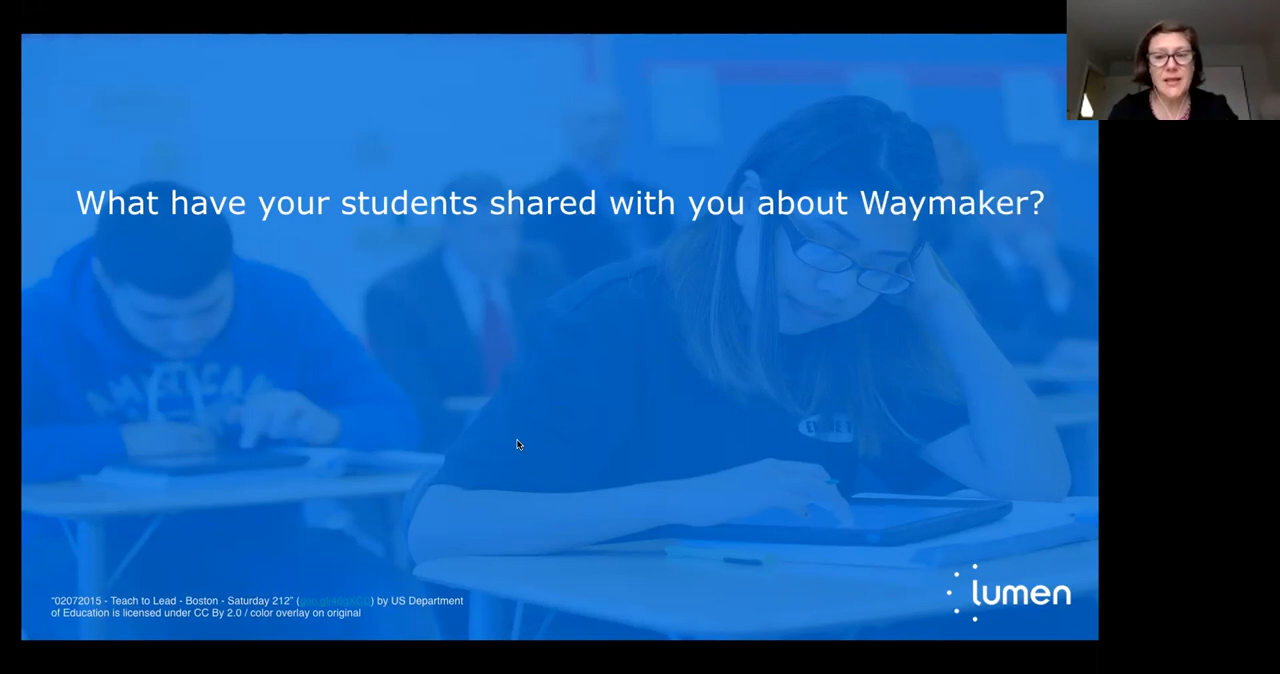 What have your students shared with you about Waymaker?
AMERICAN
"02072015 - Teach to Lead - Boston - Saturday 212" () by US Department
of Education is licensed under CC By 2.0 / color overlay on original
lumen